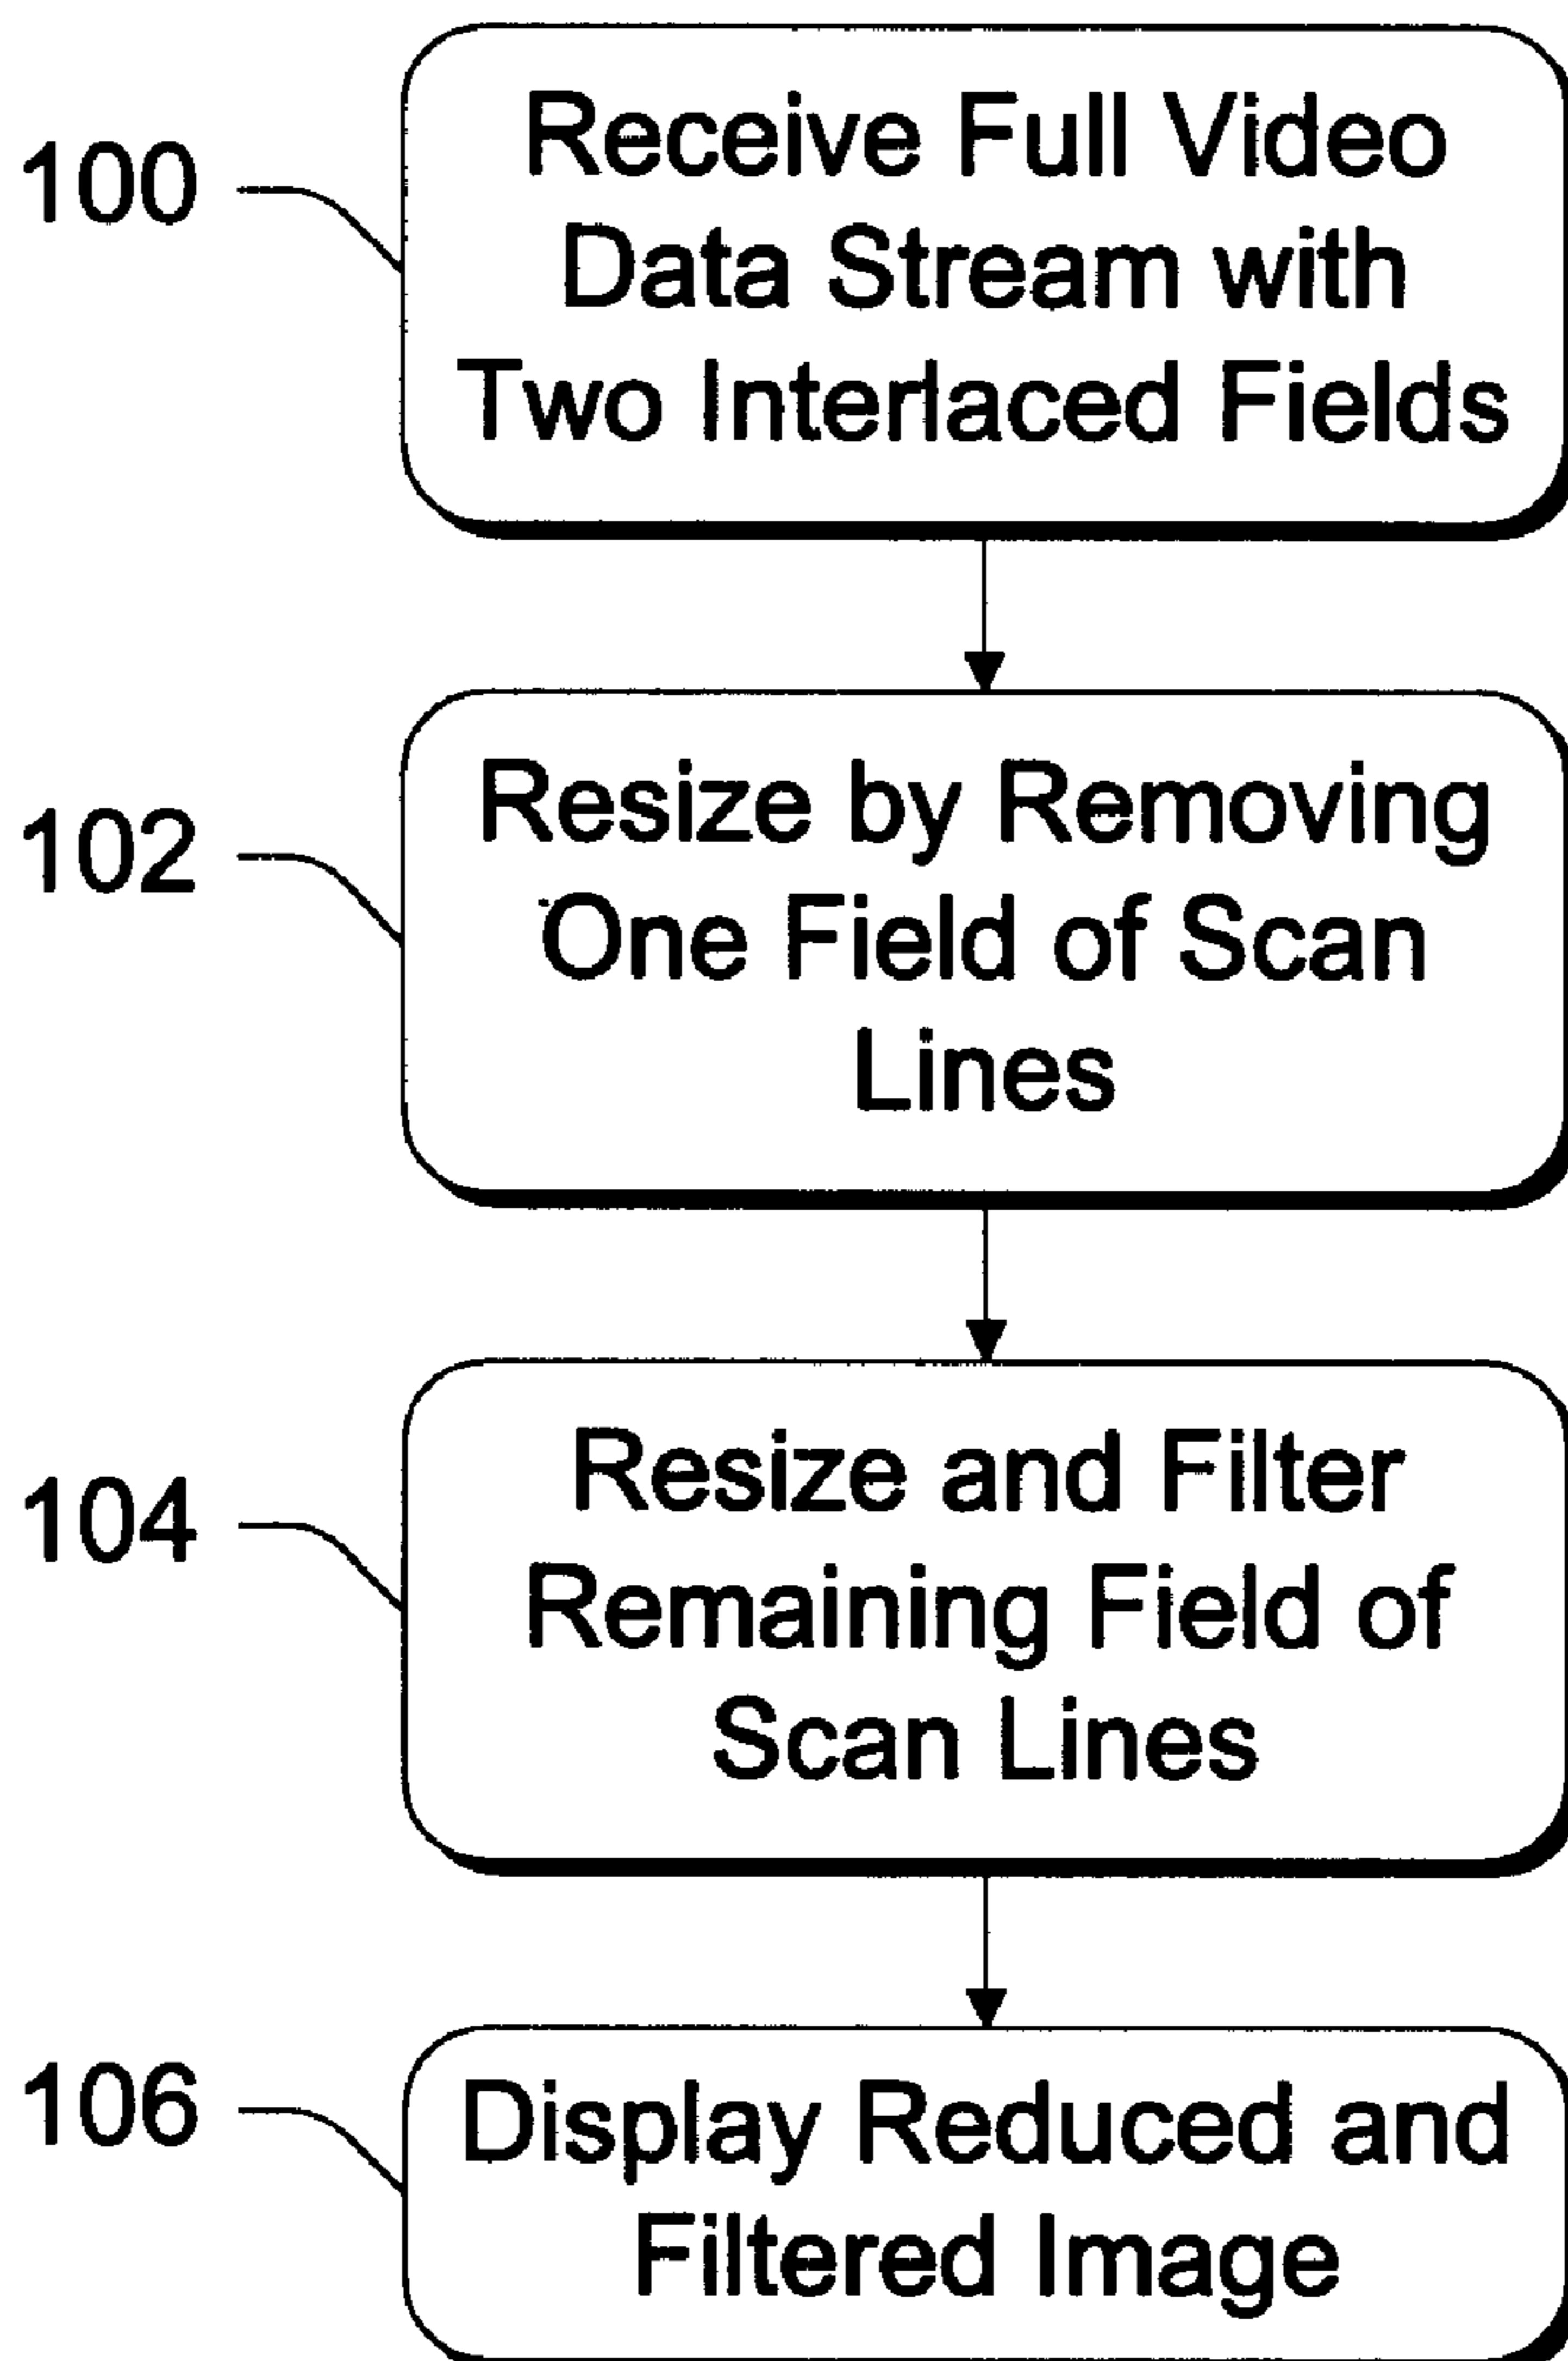 100
Receive Full Video
Data Stream with
Two Interlaced Fields
102
Resize by Removing
One Field of Scan
Lines
104
Resize and Filter
Remaining Field of
Scan Lines
106
Display Reduced and
Filtered Image